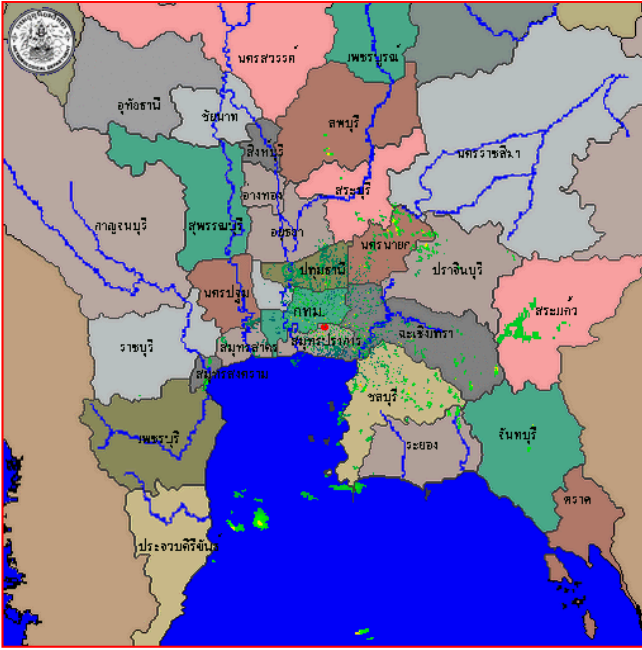 นครสวรรค์
เพชรบูรณ์
อุทัยธานี
ชัยนาท
ลพบุรี
สิงหบุรี
นครราชสีมา
อ่างทอง
สระบุรี
กาญจนบุรี
สุพรรณบุรี
อยุธยา
นครนายก
ปทุมธานี
ปราจีนบุรี
นครปฐม
กทม.
สระแก้ว
ฉะเชิงเทรา
ราชบุรี
สมุทรสาคร
สมุทรปราการ
สมุทรสงคราม
ชลบุรี
เพชรบุรี
ระยอง
จันทบุรี
ตราด
ประจวบคีรีขันธ